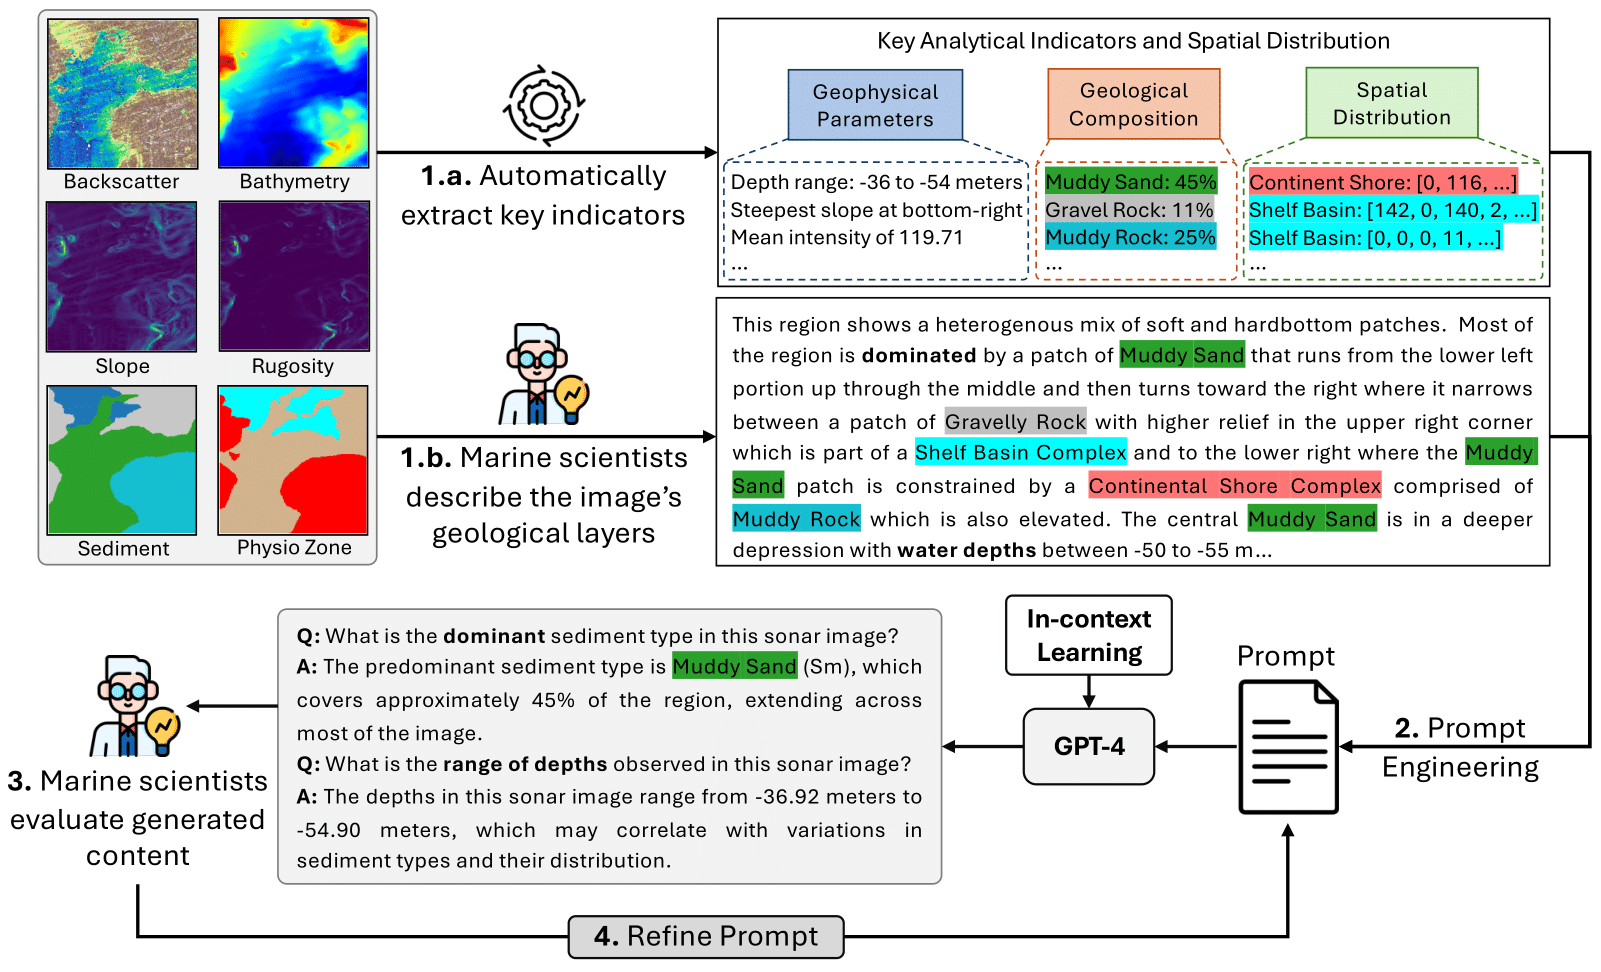 Backscatter
Bathymetry
Slope
Rugosity
Sediment
Physio Zone
1.a. Automatically
extract key indicators
1.b. Marine scientists
describe the image's
geological layers
Key Analytical Indicators and Spatial Distribution
Geophysical
Parameters
Depth range: -36 to -54 meters
Steepest slope at bottom-right
Mean intensity of 119.71
...
Geological
Composition
Muddy Sand: 45%
Gravel Rock: 11%
Muddy Rock: 25%
...
Spatial
Distribution
Continent Shore: [0, 116, ...]
Shelf Basin: [142, 0, 140, 2, ...]
Shelf Basin: [0, 0, 0, 11, ...]
...
This region shows a heterogenous mix of soft and hardbottom patches. Most of
the region is dominated by a patch of Muddy Sand that runs from the lower left
portion up through the middle and then turns toward the right where it narrows
between a patch of Gravelly Rock with higher relief in the upper right corner
which is part of a Shelf Basin Complex and to the lower right where the Muddy
Sand patch is constrained by a Continental Shore Complex comprised of
Muddy Rock which is also elevated. The central Muddy Sand is in a deeper
depression with water depths between -50 to -55 m...
2. Prompt
Engineering
Prompt
In-context
Learning
GPT-4
Q: What is the dominant sediment type in this sonar image?
A: The predominant sediment type is Muddy Sand (Sm), which
covers approximately 45% of the region, extending across
most of the image.
Q: What is the range of depths observed in this sonar image?
A: The depths in this sonar image range from -36.92 meters to
-54.90 meters, which may correlate with variations in
sediment types and their distribution.
3. Marine scientists
evaluate generated
content
4. Refine Prompt